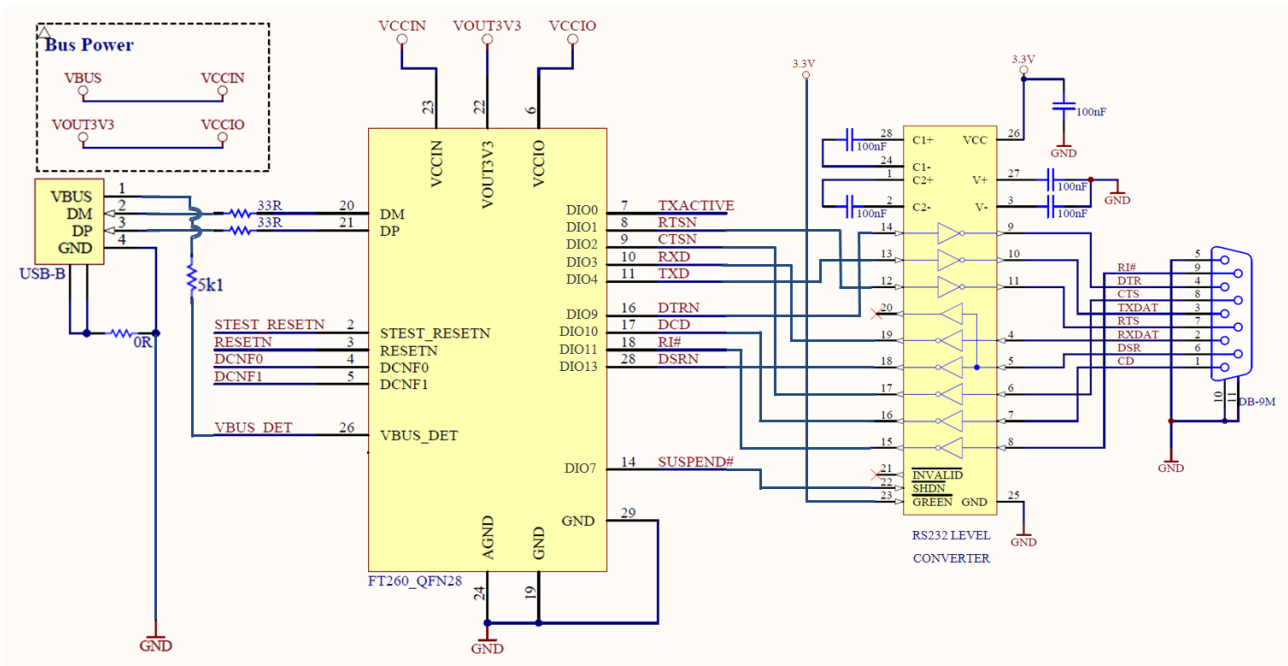 Bus Power
VBUS VCCIN
VOUT3V3 VCCIO
VCCIN VOUT3V3 VCCIO
23 22 6
VCCIN VOUT3V3 VCCIO
VBUS 1
DM 2
DP 3
GND 4
USB-B
33R
33R
5k1
0R
GND
20 DM
21 DP
STEST_RESETN 2 STEST_RESETN
RESETN 3 RESETN
DCNF0 4 DCNF0
DCNF1 5 DCNF1
VBUS_DET 26 VBUS_DET
DIO0 7 TXACTIVE
DIO1 8 RTSN
DIO2 9 CTSN
DIO3 10 RXD
DIO4 11 TXD
DIO9 16 DTRN
DIO10 17 DCD
DIO11 18 RI#
DIO13 28 DSRN
DIO7 14 SUSPEND#
GND 29
AGND GND
24 19
FT260_QFN28
GND
3.3V
3.3V
100nF
GND
100nF
100nF
28 C1+ VCC 26
24 C1-
1 C2+ V+ 27
2 C2- V- 3
100nF
100nF
GND
14 9
13 10
12 11
20
19 4
18 5
17 6
16 7
15 8
21 INVALID
22 SHDN
23 GREEN GND 25
GND
RS232 LEVEL
CONVERTER
5
RI# 9
DTR 4
CTS 8
TXDAT 3
RTS 7
RXDAT 2
DSR 6
CD 1
10 11
DB-9M
GND